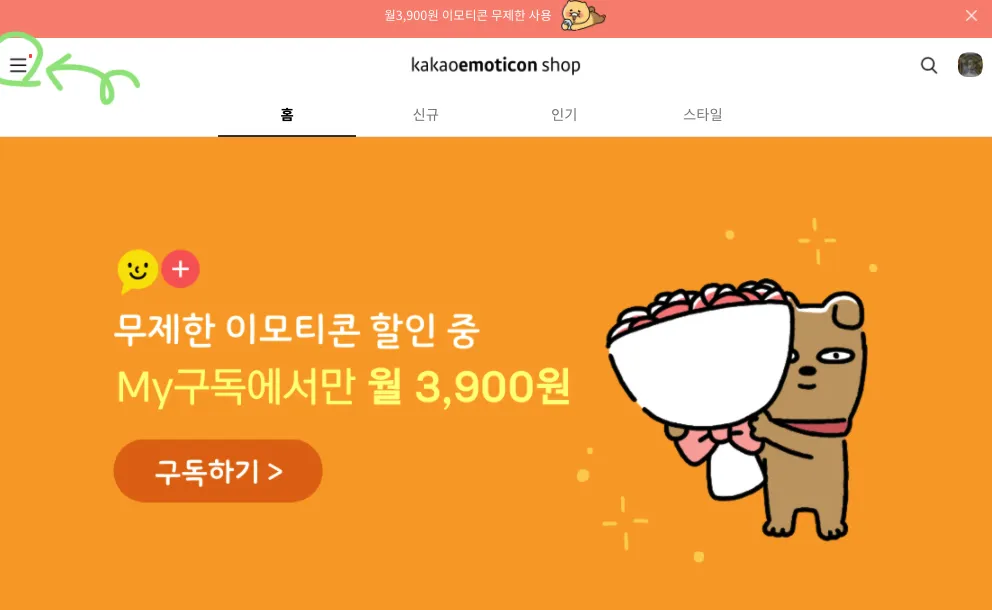 월3,900원 이모티콘 무제한 사용
kakaoemoticon shop
홈 신규 인기 스타일
무제한 이모티콘 할인 중
My구독에서만 월 3,900원
구독하기 >